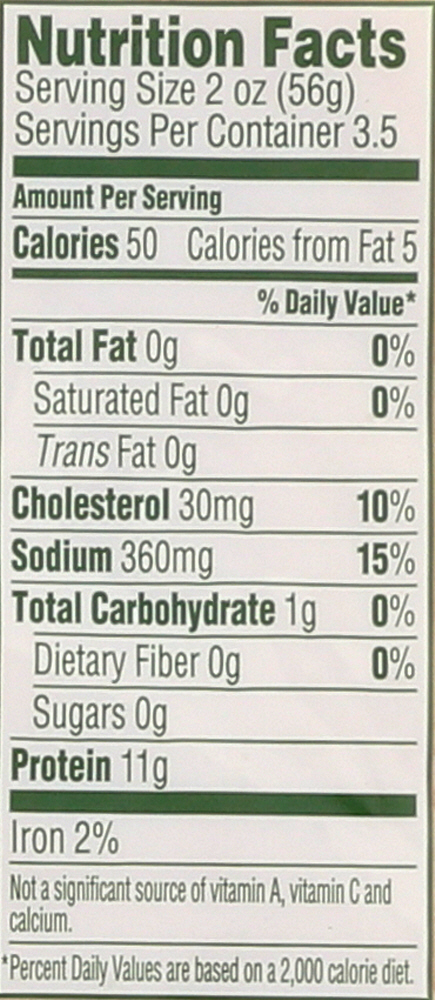 Nutrition Facts
Serving Size 2 oz (56g)
Servings Per Container 3.5
Amount Per Serving
Calories 50 Calories from Fat 5
% Daily Value*
Total Fat 0g 0%
Saturated Fat 0g 0%
Trans Fat 0g
Cholesterol 30mg 10%
Sodium 360mg 15%
Total Carbohydrate 1g 0%
Dietary Fiber 0g 0%
Sugars 0g
Protein 11g
Iron 2%
Not a significant source of vitamin A, vitamin C and
calcium.
*Percent Daily Values are based on a 2,000 calorie diet.